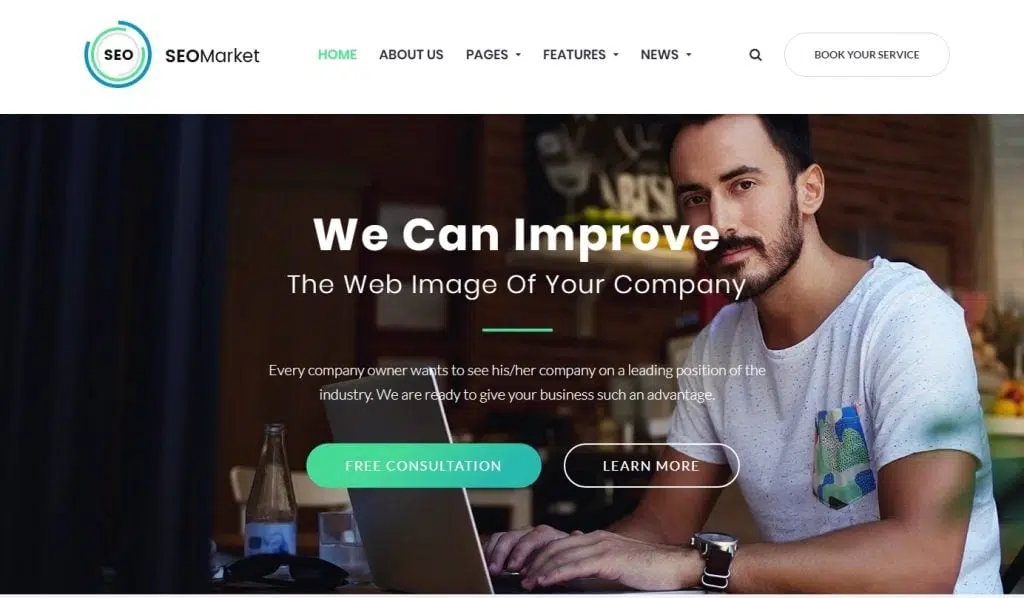 SEO
SEOMarket
HOME
ABOUT US
PAGES
FEATURES
NEWS
BOOK YOUR SERVICE
We Can Improve
The Web Image Of Your Company
Every company owner wants to see his/her company on a leading position of the
industry. We are ready to give your business such an advantage.
FREE CONSULTATION
LEARN MORE